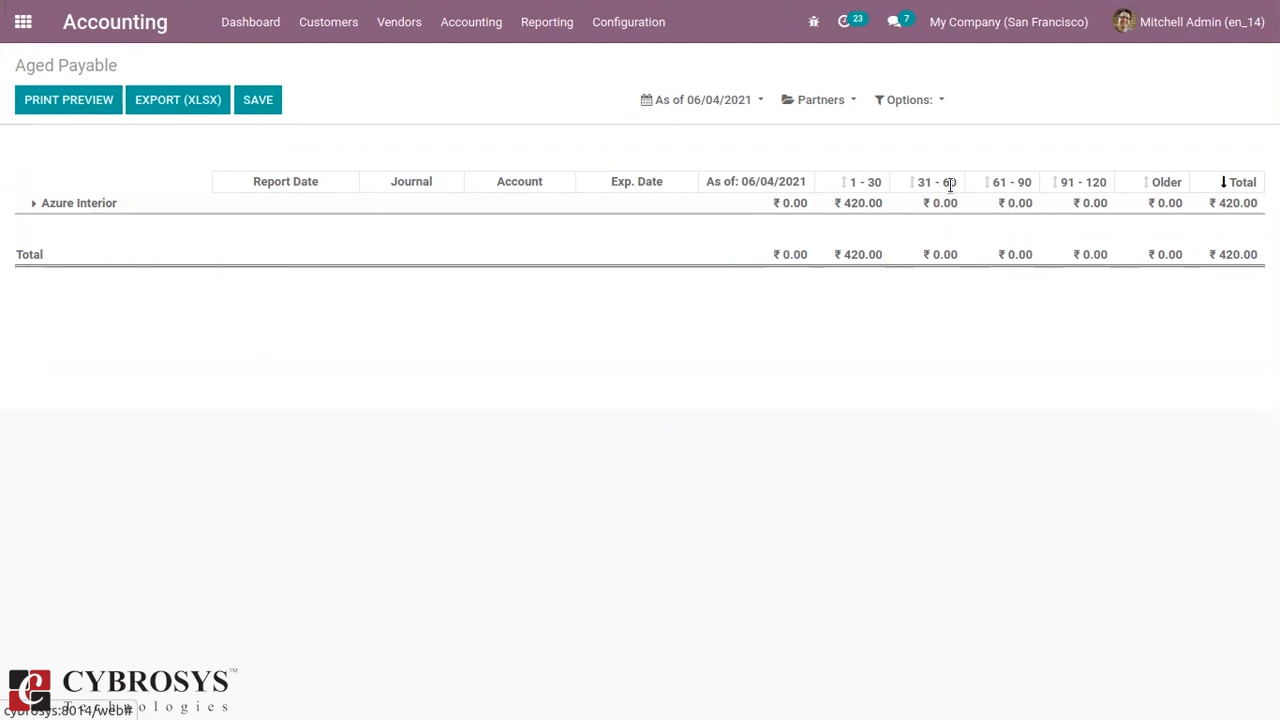 Accounting Dashboard Customers Vendors Accounting Reporting Configuration 23 7 My Company (San Francisco) Mitchell Admin (en_14)
Aged Payable
PRINT PREVIEW EXPORT (XLSX) SAVE As of 06/04/2021 Partners Options:
Report Date Journal Account Exp. Date As of: 06/04/2021 1 - 30 31 - 60 61 - 90 91 - 120 Older Total
Azure Interior ₹ 0.00 ₹ 420.00 ₹ 0.00 ₹ 0.00 ₹ 0.00 ₹ 0.00 ₹ 420.00
Total ₹ 0.00 ₹ 420.00 ₹ 0.00 ₹ 0.00 ₹ 0.00 ₹ 0.00 ₹ 420.00
CYBROSYS™
Technologies
cybrosys:8014/web#